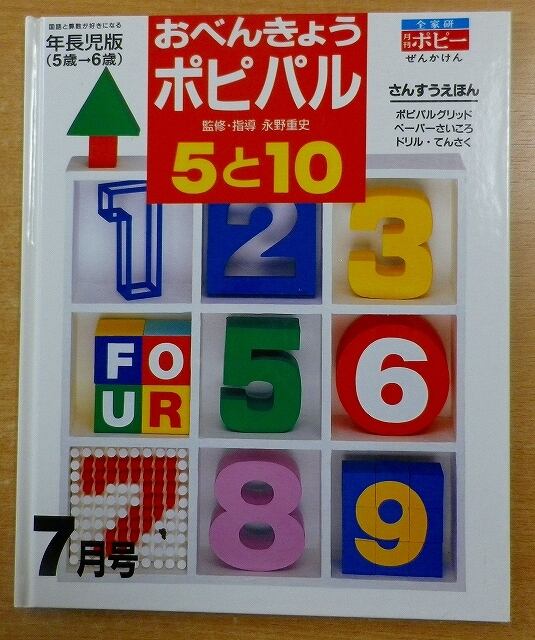 国語と算数が好きになる
年長児版
(5歳→6歳)
おべんきょう
ポピパル
監修・指導 永野重史
5と10
全家研
月刊ポピー
ぜんかけん
さんすうえほん
ポピパルグリッド
ペーパーさいころ
ドリル・てんさく
1 2 3
FO
UR
5 6
7 8 9
7月号